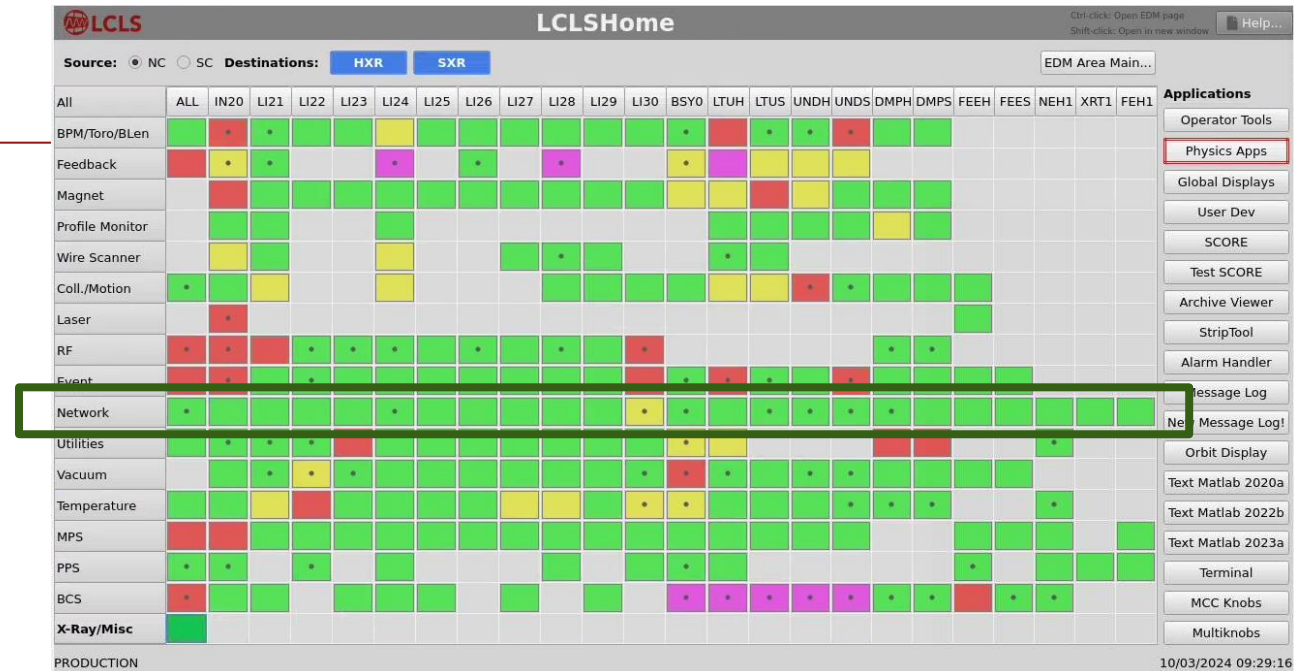 LCLS
LCLSHome
Ctrl-click: Open EDM page
Shift-click: Open in new window
Help...
Source: NC SC Destinations: HXR SXR
EDM Area Main...
All ALL IN20 LI21 LI22 LI23 LI24 LI25 LI26 LI27 LI28 LI29 LI30 BSY0 LTUH LTUS UNDH UNDS DMPH DMPS FEEH FEES NEH1 XRT1 FEH1
BPM/Toro/BLen
Feedback
Magnet
Profile Monitor
Wire Scanner
Coll./Motion
Laser
RF
Event
Network
Utilities
Vacuum
Temperature
MPS
PPS
BCS
X-Ray/Misc
Applications
Operator Tools
Physics Apps
Global Displays
User Dev
SCORE
Test SCORE
Archive Viewer
StripTool
Alarm Handler
Message Log
New Message Log!
Orbit Display
Text Matlab 2020a
Text Matlab 2022b
Text Matlab 2023a
Terminal
MCC Knobs
Multiknobs
PRODUCTION
10/03/2024 09:29:16